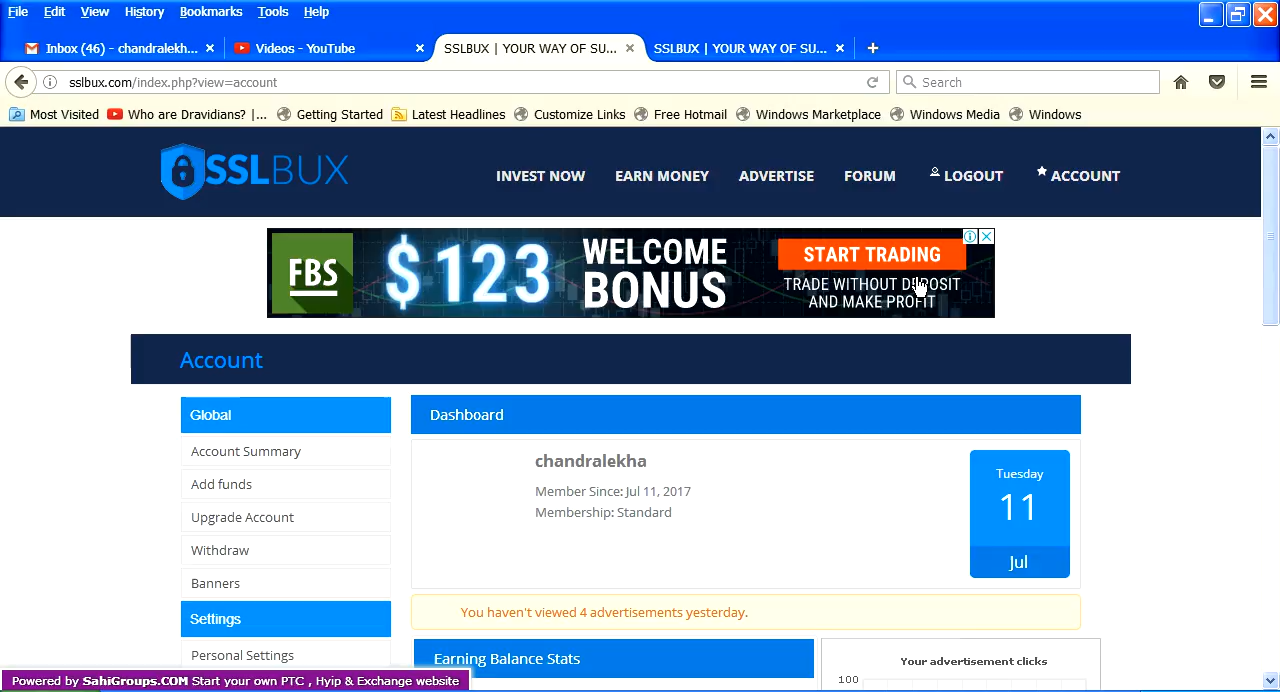 File Edit View History Bookmarks Tools Help
Inbox (46) - chandralekh... Videos - YouTube SSLBUX | YOUR WAY OF SU... SSLBUX | YOUR WAY OF SU...
sslbux.com/index.php?view=account Search
Most Visited Who are Dravidians? |... Getting Started Latest Headlines Customize Links Free Hotmail Windows Marketplace Windows Media Windows
SSLBUX INVEST NOW EARN MONEY ADVERTISE FORUM LOGOUT ACCOUNT
FBS $123 WELCOME BONUS START TRADING
TRADE WITHOUT DEPOSIT
AND MAKE PROFIT
Account
Global
Account Summary
Add funds
Upgrade Account
Withdraw
Banners
Settings
Personal Settings
Dashboard
chandralekha
Member Since: Jul 11, 2017
Membership: Standard
Tuesday
11
Jul
You haven't viewed 4 advertisements yesterday.
Earning Balance Stats
Your advertisement clicks
100
Powered by SahiGroups.COM Start your own PTC , Hyip & Exchange website